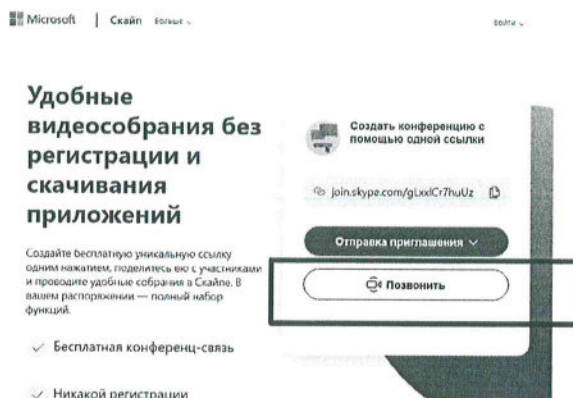 Microsoft | Скайп Больше
Войти
Удобные
видеособрания без
регистрации и
скачивания
приложений
Создайте бесплатную уникальную ссылку
одним нажатием, поделитесь ею с участниками
и проводите удобные собрания в Скайпе. В
вашем распоряжении — полный набор
функций.
Бесплатная конференц-связь
Никакой регистрации
Создать конференцию с
помощью одной ссылки
join.skype.com/gLxxlCr7huUz
Отправка приглашения
Позвонить